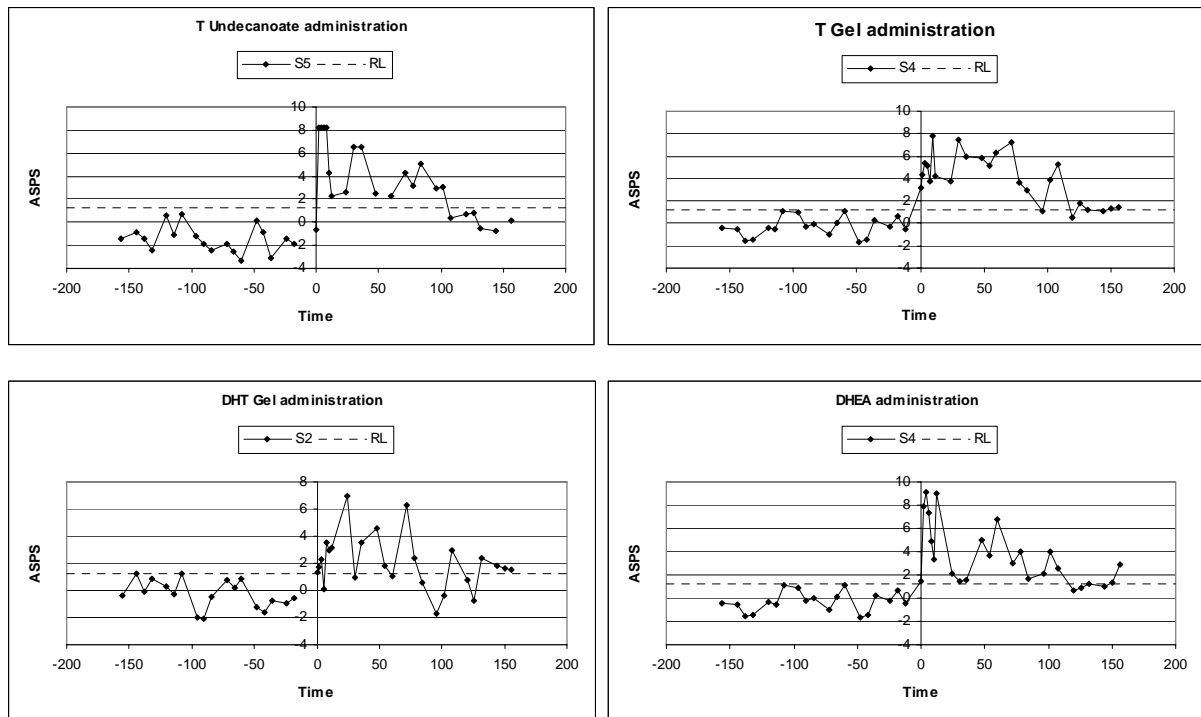 T Undecanoate administration
S5 RL
ASPS
10
8
6
4
2
0
-2
-4
-200 -150 -100 -50 0 50 100 150 200
Time
T Gel administration
S4 RL
ASPS
10
8
6
4
2
0
-2
-4
-200 -150 -100 -50 0 50 100 150 200
Time
DHT Gel administration
S2 RL
ASPS
8
6
4
2
0
-2
-4
-200 -150 -100 -50 0 50 100 150 200
Time
DHEA administration
S4 RL
ASPS
10
8
6
4
2
0
-2
-4
-200 -150 -100 -50 0 50 100 150 200
Time